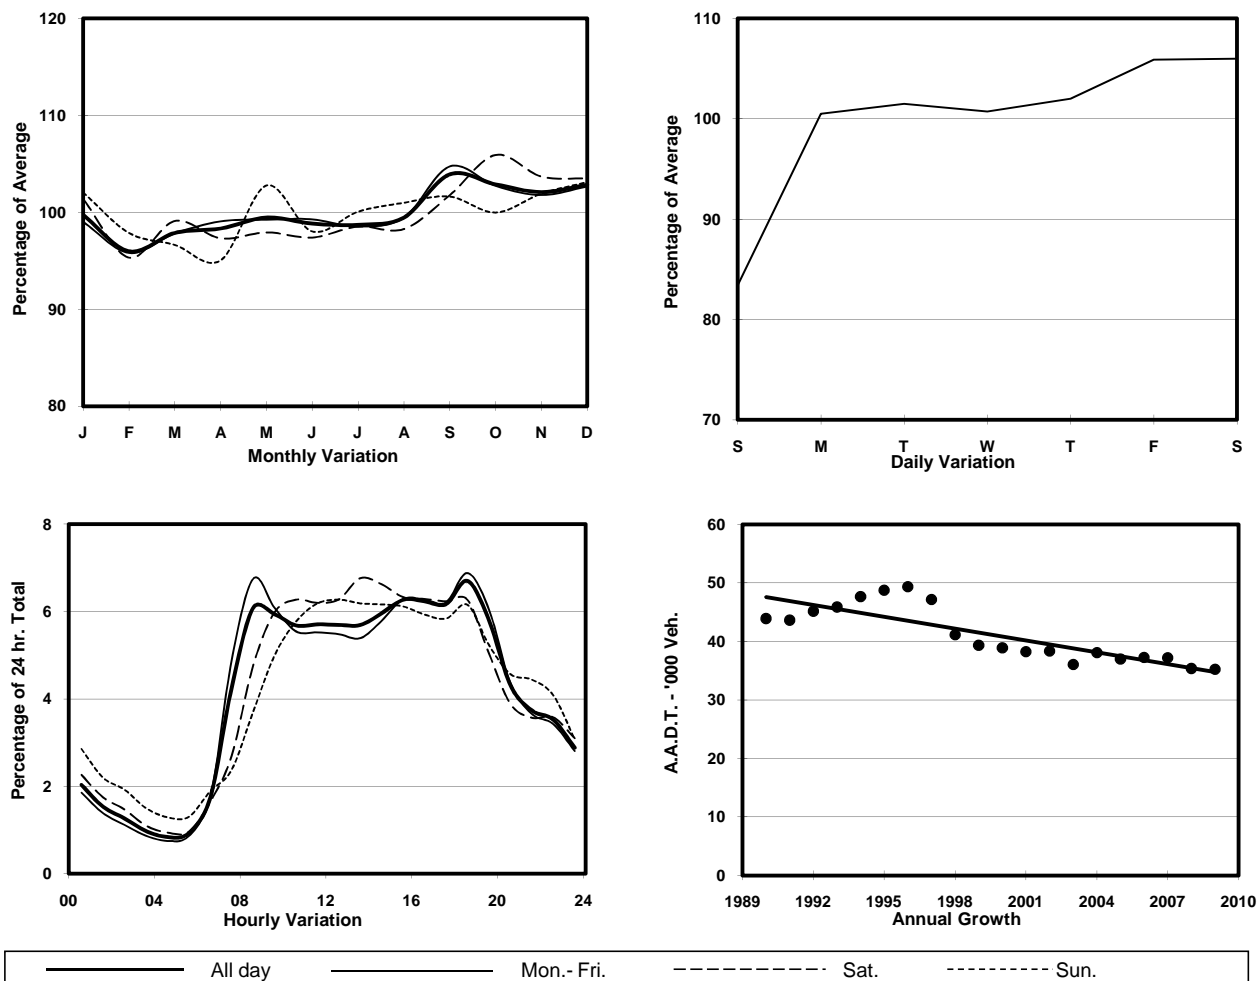 120
110
100
90
80
Percentage of Average
J F M A M J J A S O N D
Monthly Variation
110
100
90
80
70
Percentage of Average
S M T W T F S
Daily Variation
8
6
4
2
0
Percentage of 24 hr. Total
00 04 08 12 16 20 24
Hourly Variation
60
50
40
30
20
10
0
A.A.D.T. - '000 Veh.
1989 1992 1995 1998 2001 2004 2007 2010
Annual Growth
All day Mon.- Fri. Sat. Sun.